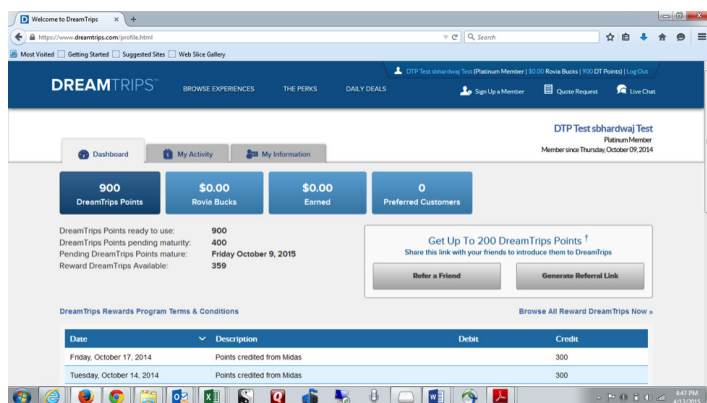 Welcome to DreamTrips
https://www.dreamtrips.com/profile.html
Search
Most Visited Getting Started Suggested Sites Web Slice Gallery
DTP Test sbhardwaj Test (Platinum Member | $0.00 Rovia Bucks | 900 DT Points) | Log Out
DREAMTRIPS
BROWSE EXPERIENCES THE PERKS DAILY DEALS
Sign Up a Member Quote Request Live Chat
DTP Test sbhardwaj Test
Platinum Member
Member since Thursday, October 09, 2014
Dashboard My Activity My Information
900 $0.00 $0.00 0
DreamTrips Points Rovia Bucks Earned Preferred Customers
DreamTrips Points ready to use: 900
DreamTrips Points pending maturity: 400
Pending DreamTrips Points mature: Friday October 9, 2015
Reward DreamTrips Available: 359
Get Up To 200 DreamTrips Points †
Share this link with your friends to introduce them to DreamTrips
Refer a Friend Generate Referral Link
DreamTrips Rewards Program Terms & Conditions Browse All Reward DreamTrips Now »
Date Description Debit Credit
Friday, October 17, 2014 Points credited from Midas 300
Tuesday, October 14, 2014 Points credited from Midas 300
4:47 PM
4/13/2015